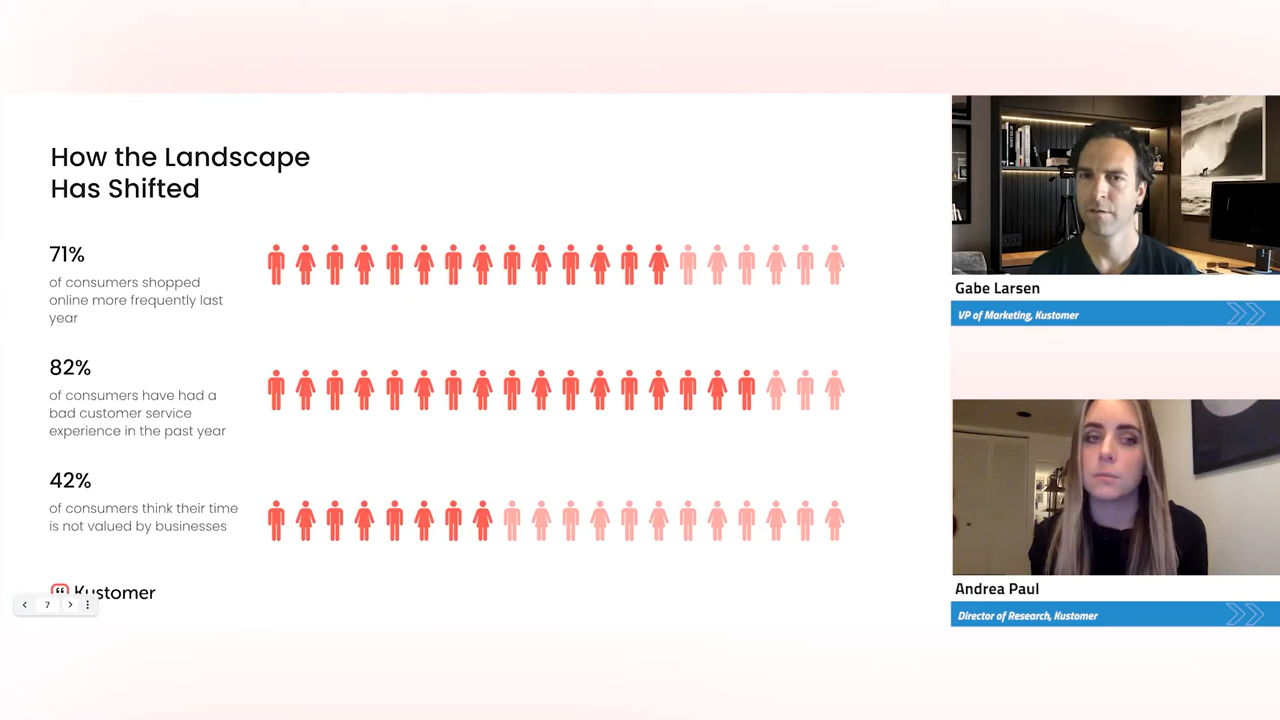 How the Landscape
Has Shifted
71%
of consumers shopped
online more frequently last
year
82%
of consumers have had a
bad customer service
experience in the past year
42%
of consumers think their time
is not valued by businesses
Kustomer
7
Gabe Larsen
VP of Marketing, Kustomer
Andrea Paul
Director of Research, Kustomer